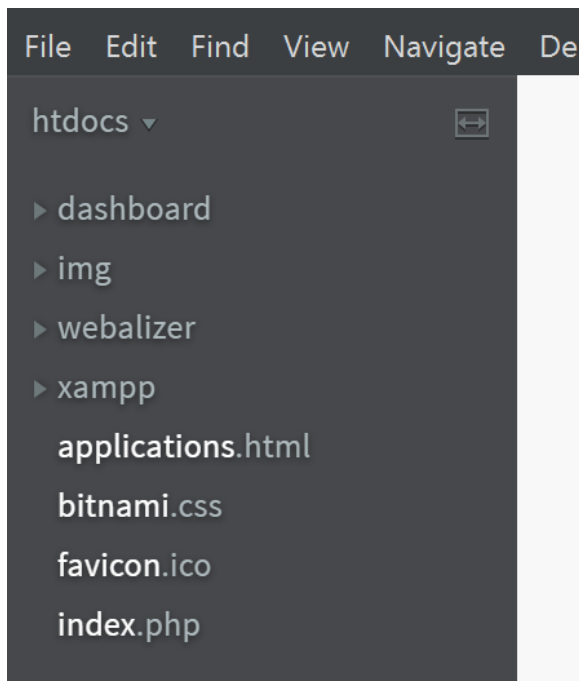 File Edit Find View Navigate De
htdocs
dashboard
img
webalizer
xampp
applications.html
bitnami.css
favicon.ico
index.php